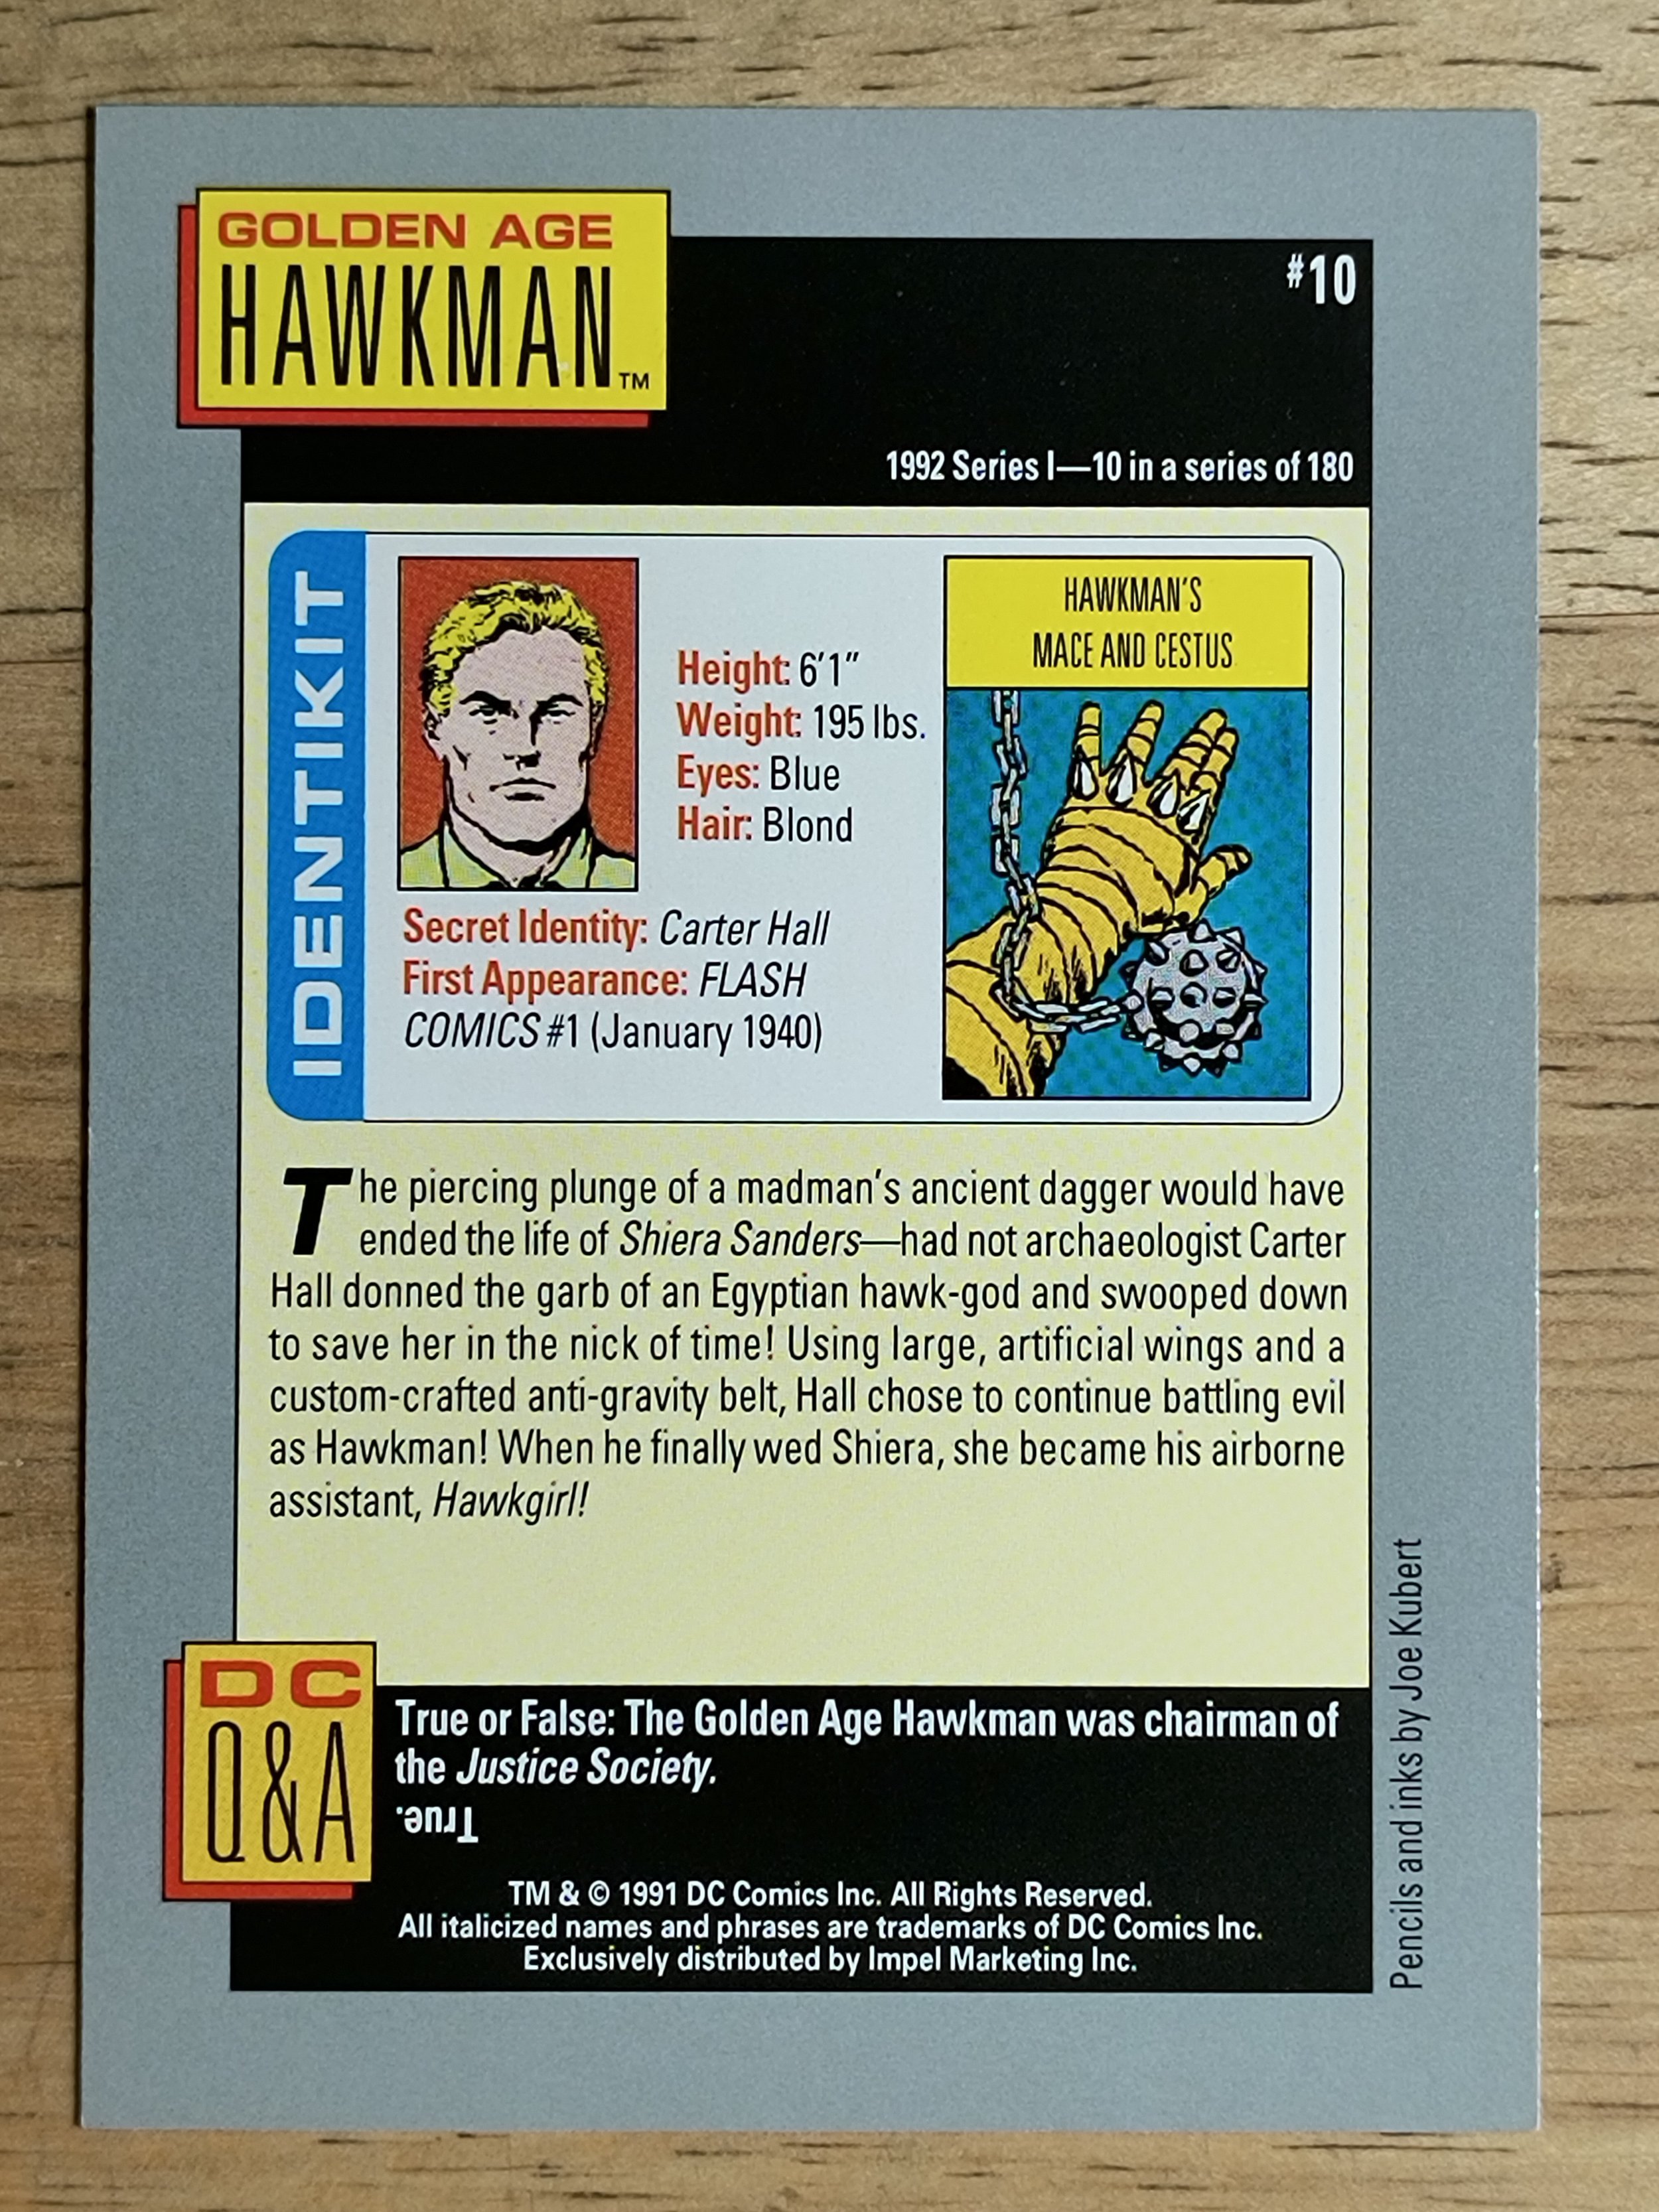 GOLDEN AGE
HAWKMAN™
#10
1992 Series I—10 in a series of 180
IDENTIKIT
Height: 6'1"
Weight: 195 lbs.
Eyes: Blue
Hair: Blond
Secret Identity: Carter Hall
First Appearance: FLASH
COMICS #1 (January 1940)
HAWKMAN'S
MACE AND CESTUS
The piercing plunge of a madman's ancient dagger would have
ended the life of Shiera Sanders—had not archaeologist Carter
Hall donned the garb of an Egyptian hawk-god and swooped down
to save her in the nick of time! Using large, artificial wings and a
custom-crafted anti-gravity belt, Hall chose to continue battling evil
as Hawkman! When he finally wed Shiera, she became his airborne
assistant, Hawkgirl!
DC
Q&A
True or False: The Golden Age Hawkman was chairman of
the Justice Society.
True.
TM & © 1991 DC Comics Inc. All Rights Reserved.
All italicized names and phrases are trademarks of DC Comics Inc.
Exclusively distributed by Impel Marketing Inc.
Pencils and inks by Joe Kubert